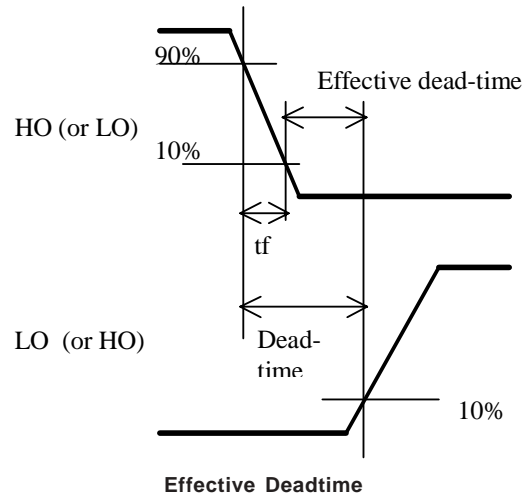 90%
Effective dead-time
HO (or LO)
10%
tf
LO (or HO)
Dead-
time
10%
Effective Deadtime